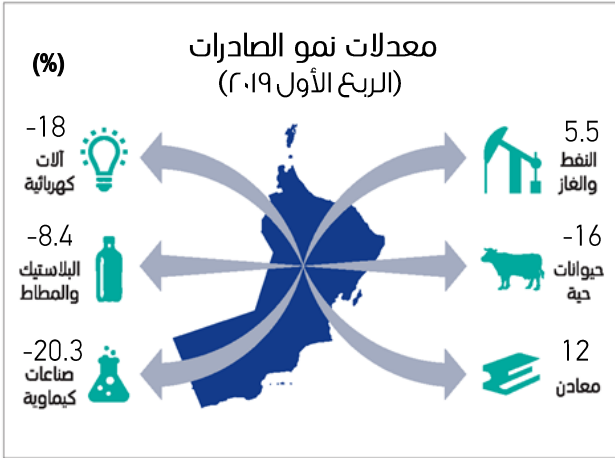 معدلات نمو الصادرات
(%)
(الربع الأول ٢٠١٩)
5.5
النفط
والغاز
-18
آلات
كهربائية
-16
حيوانات
حية
-8.4
البلاستيك
والمطاط
12
معادن
-20.3
صناعات
كيماوية